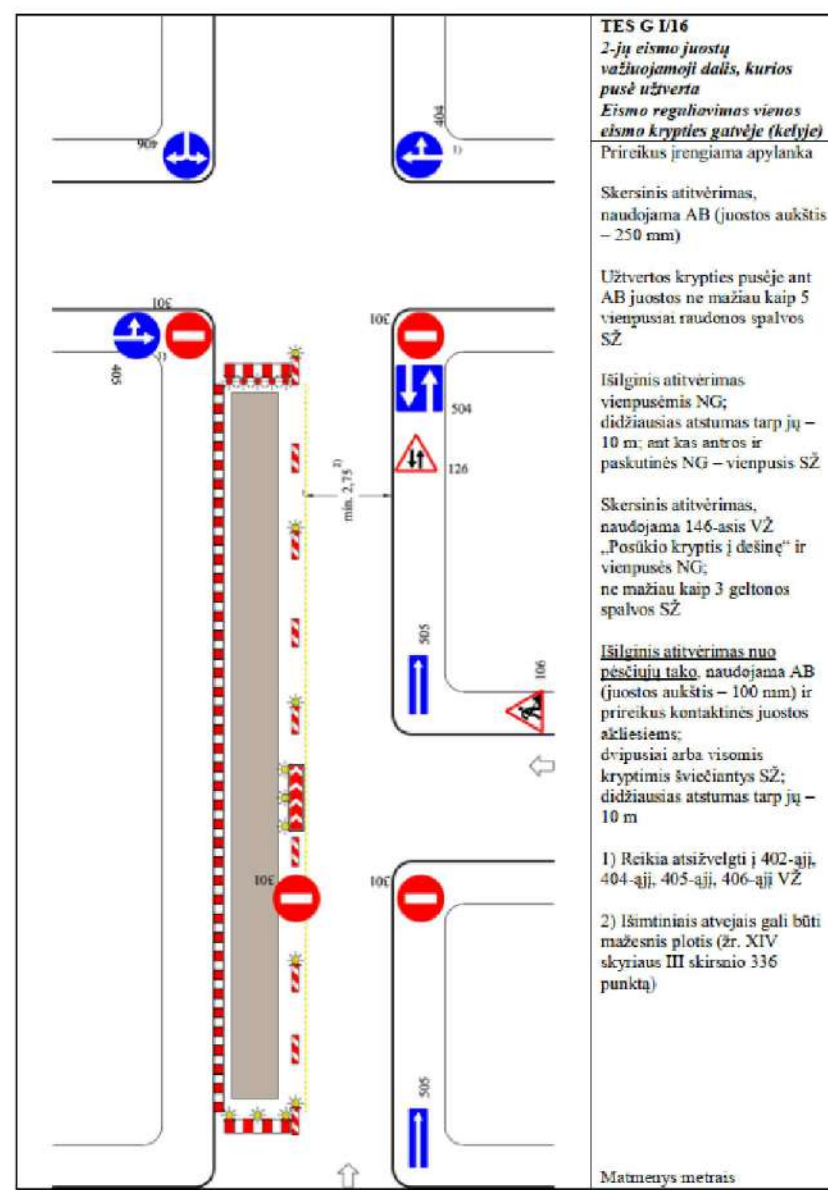 TES G I/16
2-jų eismo juostų
važiuojamoji dalis, kurios
pusė užtverta
Eismo reguliavimas vienos
eismo krypties gatvėje (kelyje)
Prireikus įrengiama apylanka
Skersinis atitvėrimas,
naudojama AB (juostos aukštis
– 250 mm)
Užtvertos krypties pusėje ant
AB juostos ne mažiau kaip 5
vienpusiai raudonos spalvos
SŽ
Išilginis atitvėrimas
vienpusėmis NG;
didžiausias atstumas tarp jų –
10 m; ant kas antros ir
paskutinės NG – vienpusis SŽ
Skersinis atitvėrimas,
naudojama 146-asis VŽ
„Posūkio kryptis į dešinę“ ir
vienpusės NG;
ne mažiau kaip 3 geltonos
spalvos SŽ
Išilginis atitvėrimas nuo
pėsčiųjų tako, naudojama AB
(juostos aukštis – 100 mm) ir
prireikus kontaktinės juostos
akliesiems;
dvipusiai arba visomis
kryptimis šviečiantys SŽ;
didžiausias atstumas tarp jų –
10 m
1) Reikia atsižvelgti į 402-ąjį,
404-ąjį, 405-ąjį, 406-ąjį VŽ
2) Išimtiniais atvejais gali būti
mažesnis plotis (žr. XIV
skyriaus III skirsnio 336
punktą)
Matmenys metrais
406
404
1)
301
301
1)
405
504
126
min. 2,75 2)
505
106
301
301
505